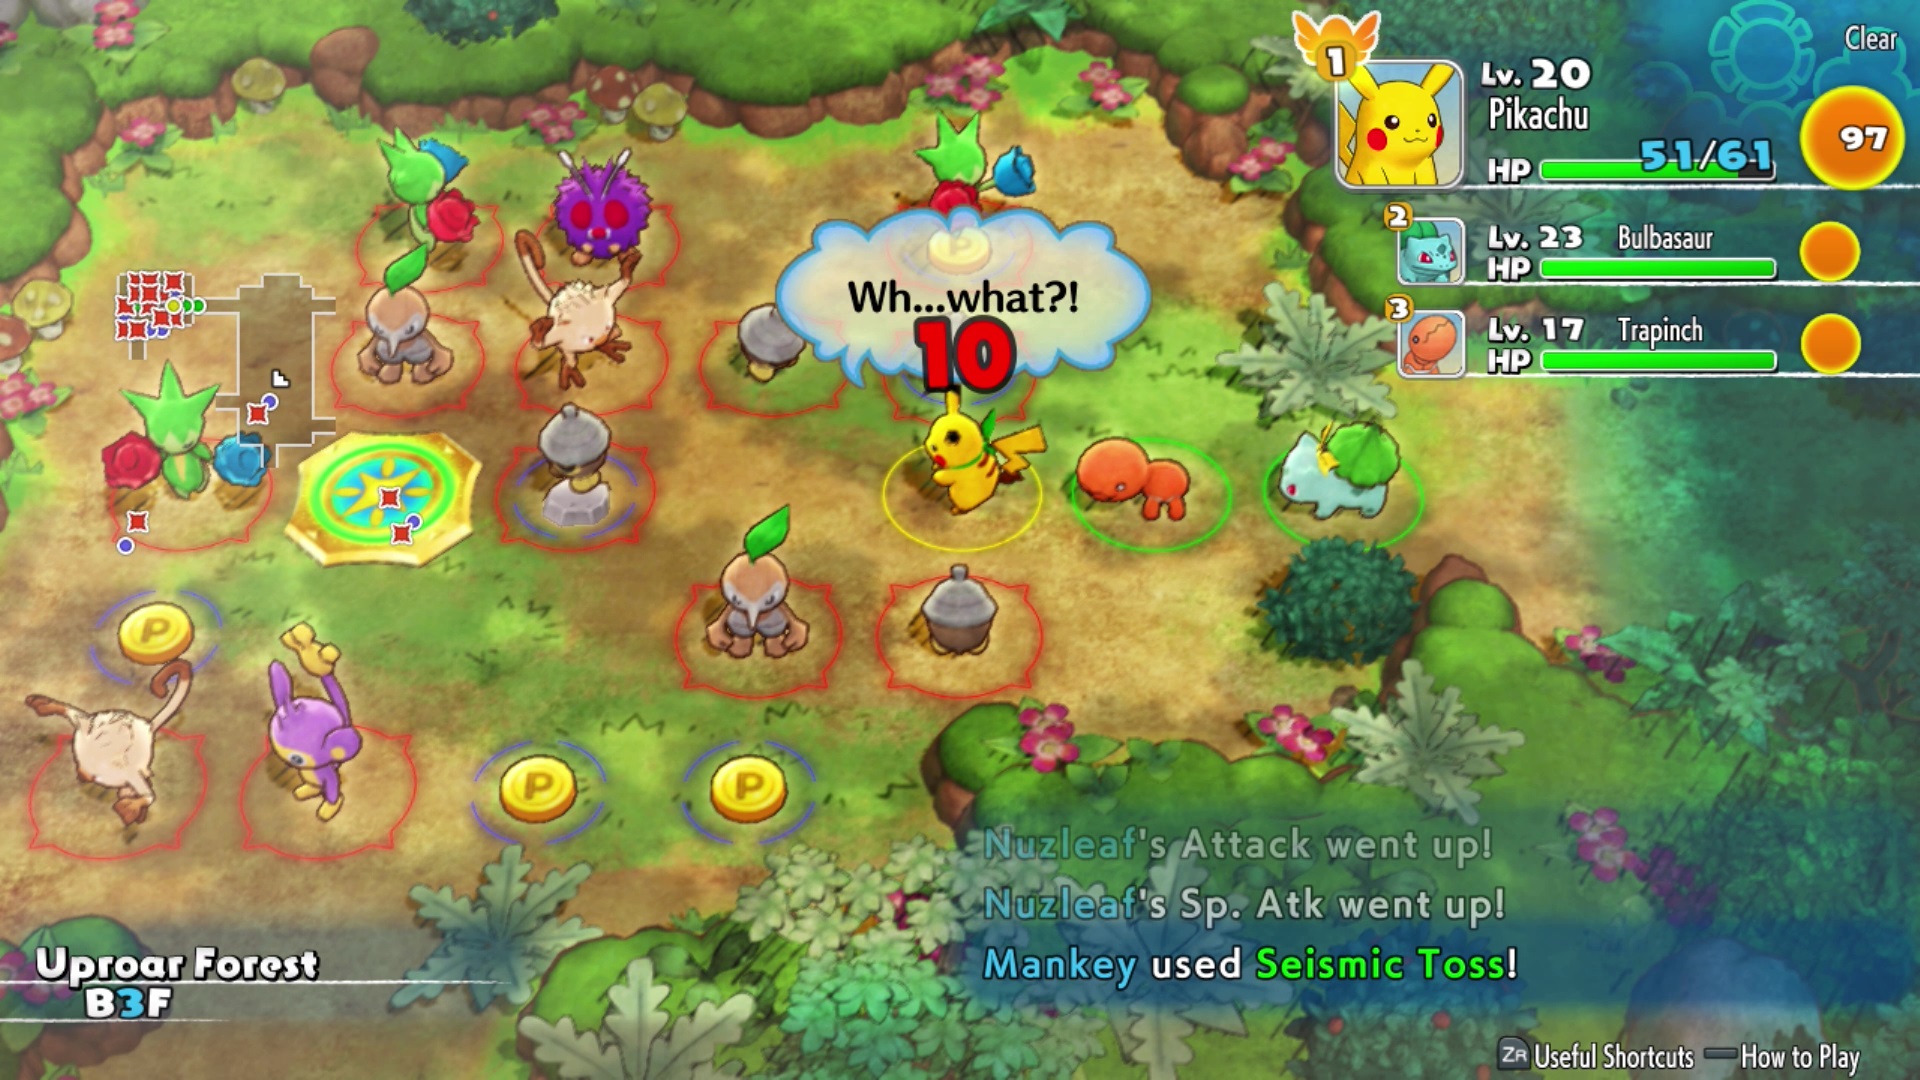 Clear
1
Lv. 20
Pikachu
HP 51/61
97
2
Lv. 23 Bulbasaur
HP
3
Lv. 17 Trapinch
HP
P
Wh...what?!
10
P
P
P
Nuzleaf's Attack went up!
Nuzleaf's Sp. Atk went up!
Mankey used Seismic Toss!
Uproar Forest
B3F
ZR Useful Shortcuts How to Play